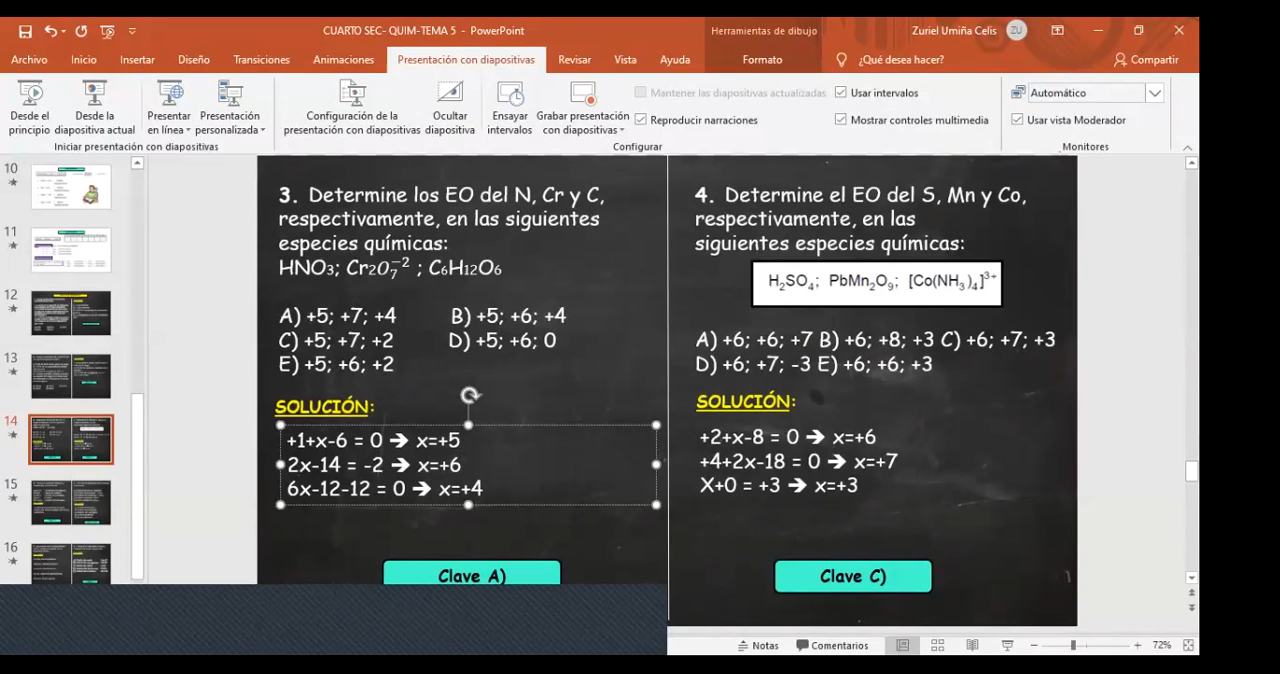 CUARTO SEC- QUIM-TEMA 5 - PowerPoint
Herramientas de dibujo
Zuriel Umiña Celis
ZU
Archivo Inicio Insertar Diseño Transiciones Animaciones Presentación con diapositivas Revisar Vista Ayuda Formato ¿Qué desea hacer? Compartir
Desde el principio
Desde la diapositiva actual
Presentar en línea
Presentación personalizada
Iniciar presentación con diapositivas
Configuración de la presentación con diapositivas
Ocultar diapositiva
Ensayar intervalos
Grabar presentación con diapositivas
Mantener las diapositivas actualizadas
Reproducir narraciones
Usar intervalos
Mostrar controles multimedia
Configurar
Automático
Usar vista Moderador
Monitores
10
11
12
13
14
15
16
3. Determine los EO del N, Cr y C,
respectivamente, en las siguientes
especies químicas:
HNO₃; Cr₂O₇⁻² ; C₆H₁₂O₆
A) +5; +7; +4 B) +5; +6; +4
C) +5; +7; +2 D) +5; +6; 0
E) +5; +6; +2
SOLUCIÓN:
+1+x-6 = 0 ➔ x=+5
2x-14 = -2 ➔ x=+6
6x-12-12 = 0 ➔ x=+4
Clave A)
4. Determine el EO del S, Mn y Co,
respectivamente, en las
siguientes especies químicas:
H₂SO₄; PbMn₂O₉; [Co(NH₃)₄]³⁺
A) +6; +6; +7 B) +6; +8; +3 C) +6; +7; +3
D) +6; +7; -3 E) +6; +6; +3
SOLUCIÓN:
+2+x-8 = 0 ➔ x=+6
+4+2x-18 = 0 ➔ x=+7
X+0 = +3 ➔ x=+3
Clave C)
Notas Comentarios 72%